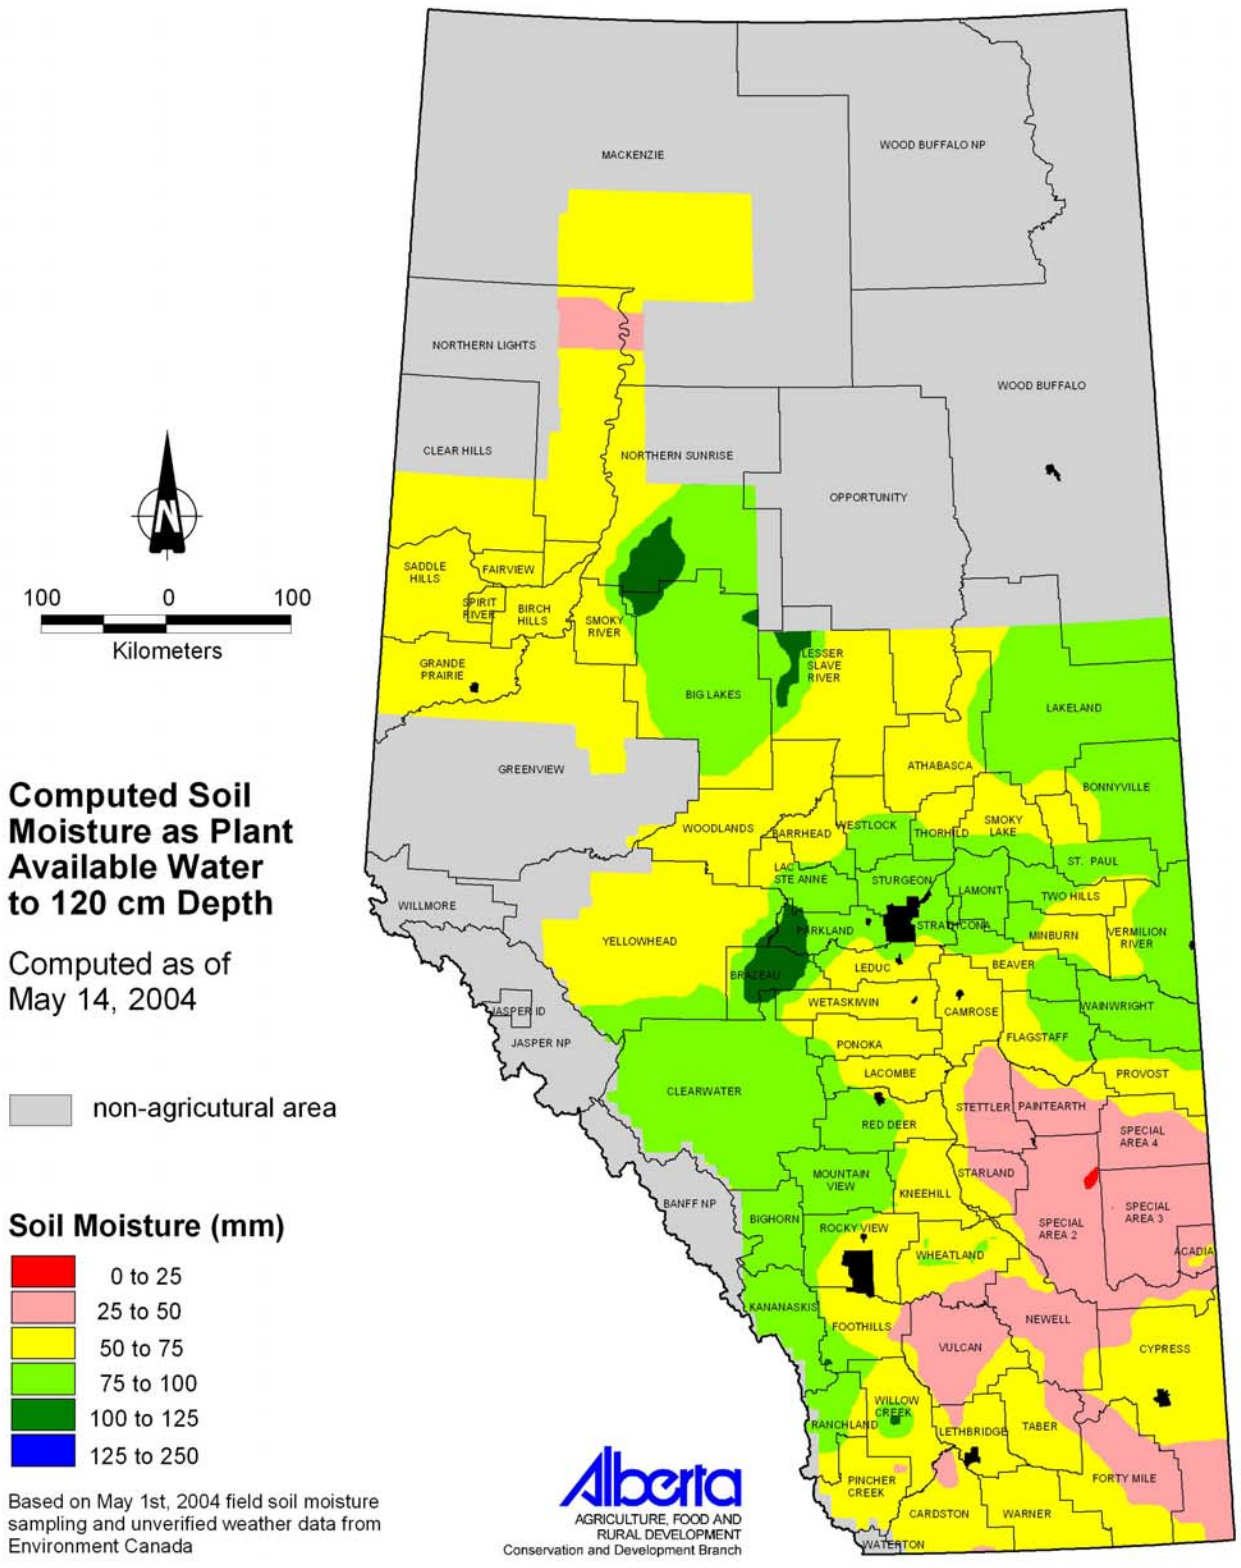 MACKENZIE
WOOD BUFFALO NP
NORTHERN LIGHTS
WOOD BUFFALO
CLEAR HILLS
NORTHERN SUNRISE
OPPORTUNITY
N
SADDLE
HILLS
FAIRVIEW
SPIRIT
RIVER
BIRCH
HILLS
SMOKY
RIVER
100 0 100
Kilometers
GRANDE
PRAIRIE
LESSER
SLAVE
RIVER
BIG LAKES
LAKELAND
GREENVIEW
ATHABASCA
BONNYVILLE
Computed Soil
Moisture as Plant
Available Water
to 120 cm Depth
WOODLANDS
BARRHEAD
WESTLOCK
THORHILD
SMOKY
LAKE
ST. PAUL
LAC
STE ANNE
STURGEON
LAMONT
TWO HILLS
WILLMORE
PARKLAND
STRATHCONA
MINBURN
VERMILION
RIVER
YELLOWHEAD
BRAZEAU
LEDUC
BEAVER
Computed as of
May 14, 2004
WETASKIWIN
CAMROSE
WAINWRIGHT
JASPER ID
JASPER NP
PONOKA
FLAGSTAFF
LACOMBE
PROVOST
CLEARWATER
non-agricutural area
STETTLER
PAINTEARTH
RED DEER
SPECIAL
AREA 4
MOUNTAIN
VIEW
STARLAND
KNEEHILL
BANFF NP
BIGHORN
ROCKY VIEW
SPECIAL
AREA 2
SPECIAL
AREA 3
WHEATLAND
ACADIA
Soil Moisture (mm)
0 to 25
25 to 50
50 to 75
75 to 100
100 to 125
125 to 250
KANANASKIS
FOOTHILLS
NEWELL
VULCAN
CYPRESS
WILLOW
CREEK
RANCHLAND
LETHBRIDGE
TABER
PINCHER
CREEK
FORTY MILE
CARDSTON
WARNER
WATERTON
Based on May 1st, 2004 field soil moisture
sampling and unverified weather data from
Environment Canada
Alberta
AGRICULTURE, FOOD AND
RURAL DEVELOPMENT
Conservation and Development Branch